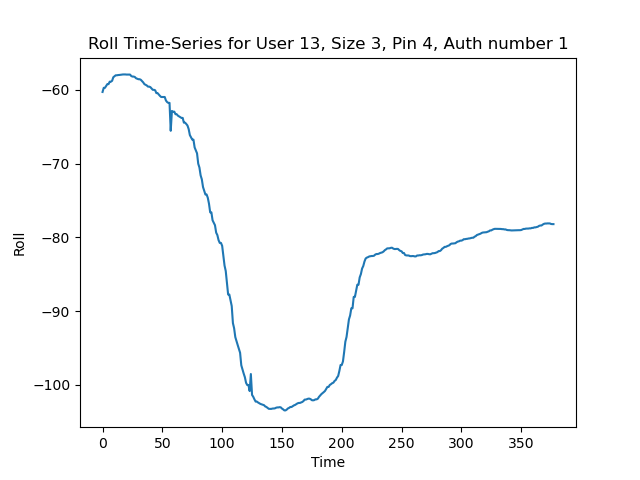 Roll Time-Series for User 13, Size 3, Pin 4, Auth number 1
−60
−70
−80
−90
−100
Roll
0 50 100 150 200 250 300 350
Time